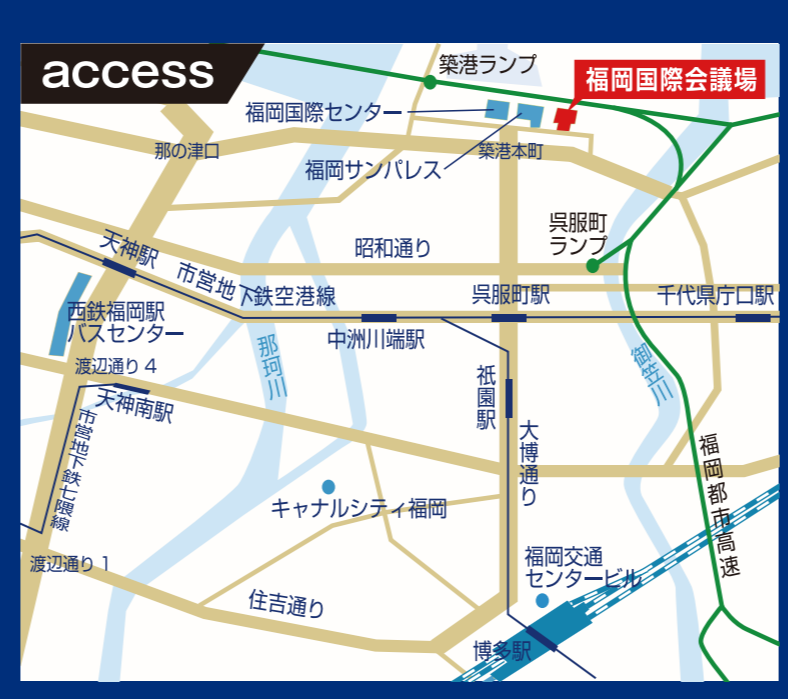 access
築港ランプ
福岡国際会議場
福岡国際センター
那の津口
福岡サンパレス
築港本町
呉服町
ランプ
天神駅
昭和通り
市営地下鉄空港線
呉服町駅
千代県庁口駅
西鉄福岡駅
バスセンター
中洲川端駅
那珂川
御笠川
渡辺通り4
天神南駅
祇園駅
市営地下鉄七隈線
大博通り
福岡都市高速
キャナルシティ福岡
渡辺通り1
福岡交通
センタービル
住吉通り
博多駅